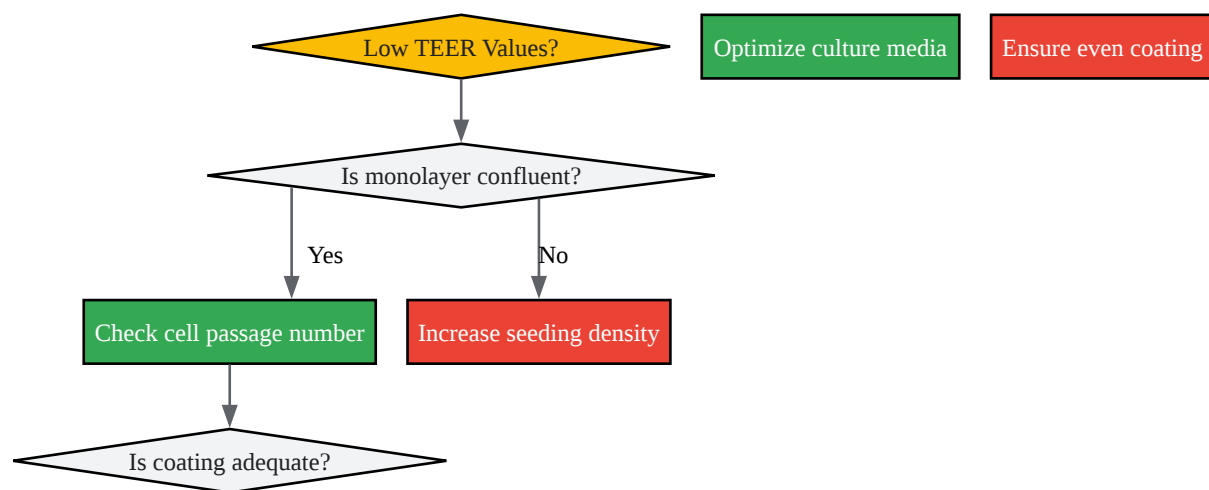 Low TEER Values?
Optimize culture media
Ensure even coating
Is monolayer confluent?
Yes
No
Check cell passage number
Increase seeding density
Is coating adequate?